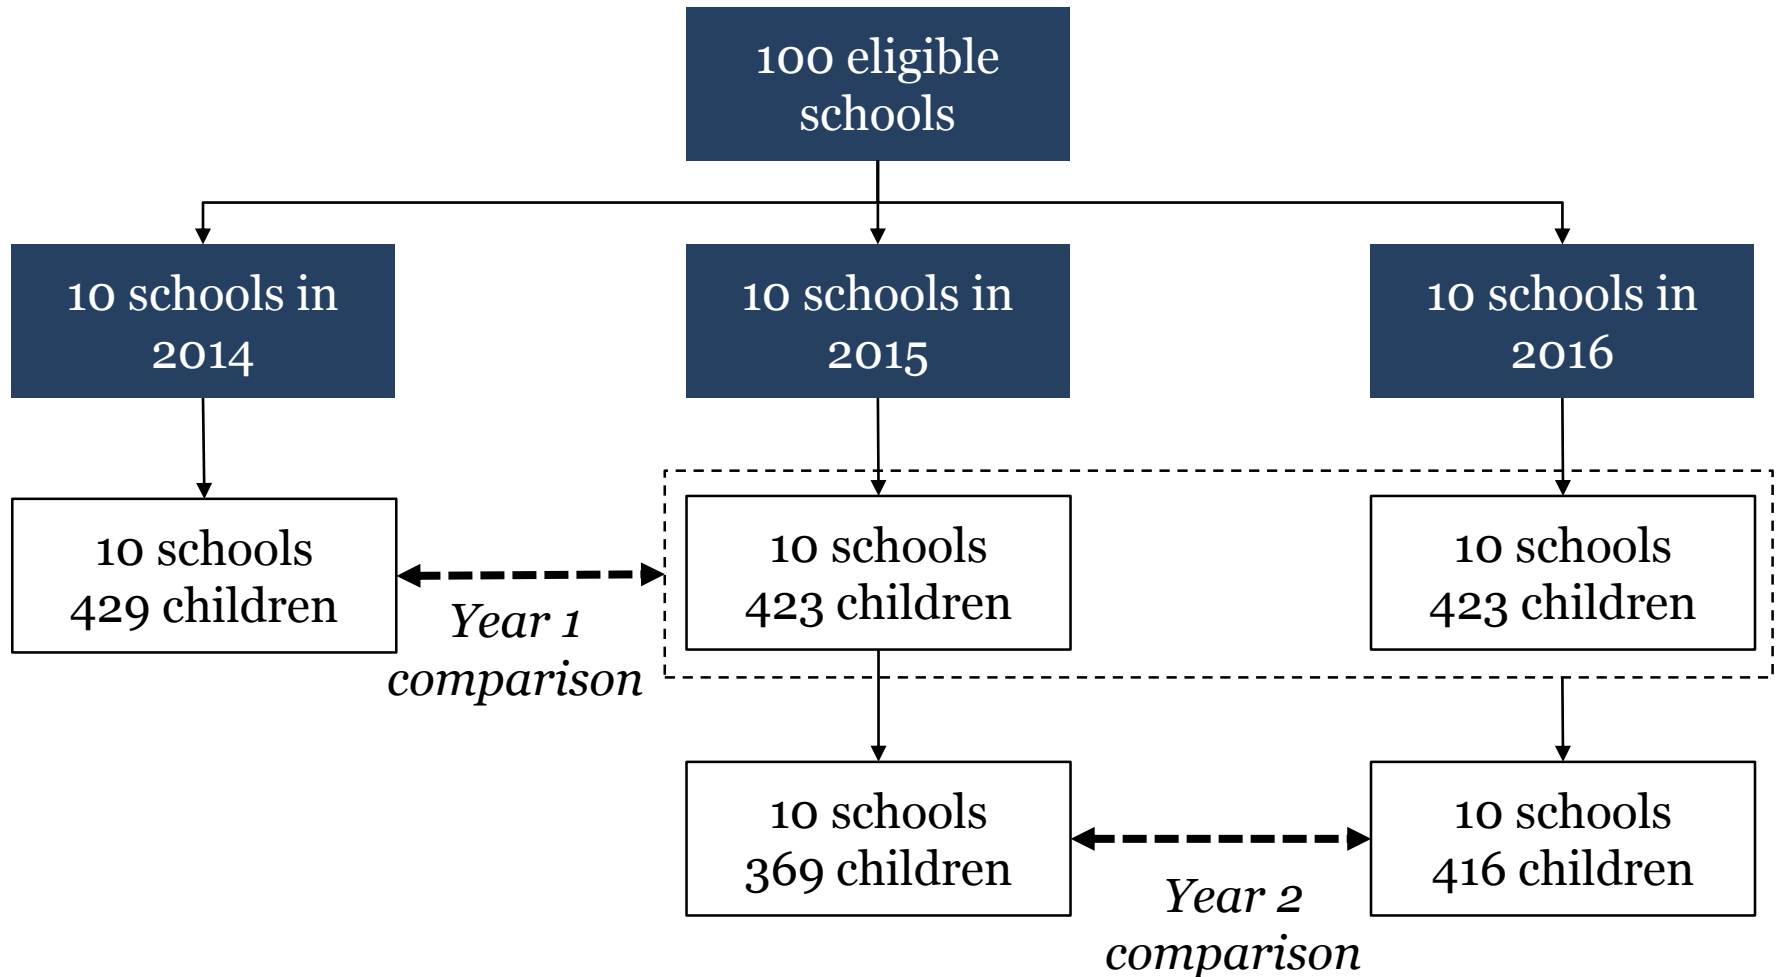 100 eligible
schools
10 schools in
2014
10 schools in
2015
10 schools in
2016
10 schools
429 children
Year 1
comparison
10 schools
423 children
10 schools
423 children
10 schools
369 children
Year 2
comparison
10 schools
416 children